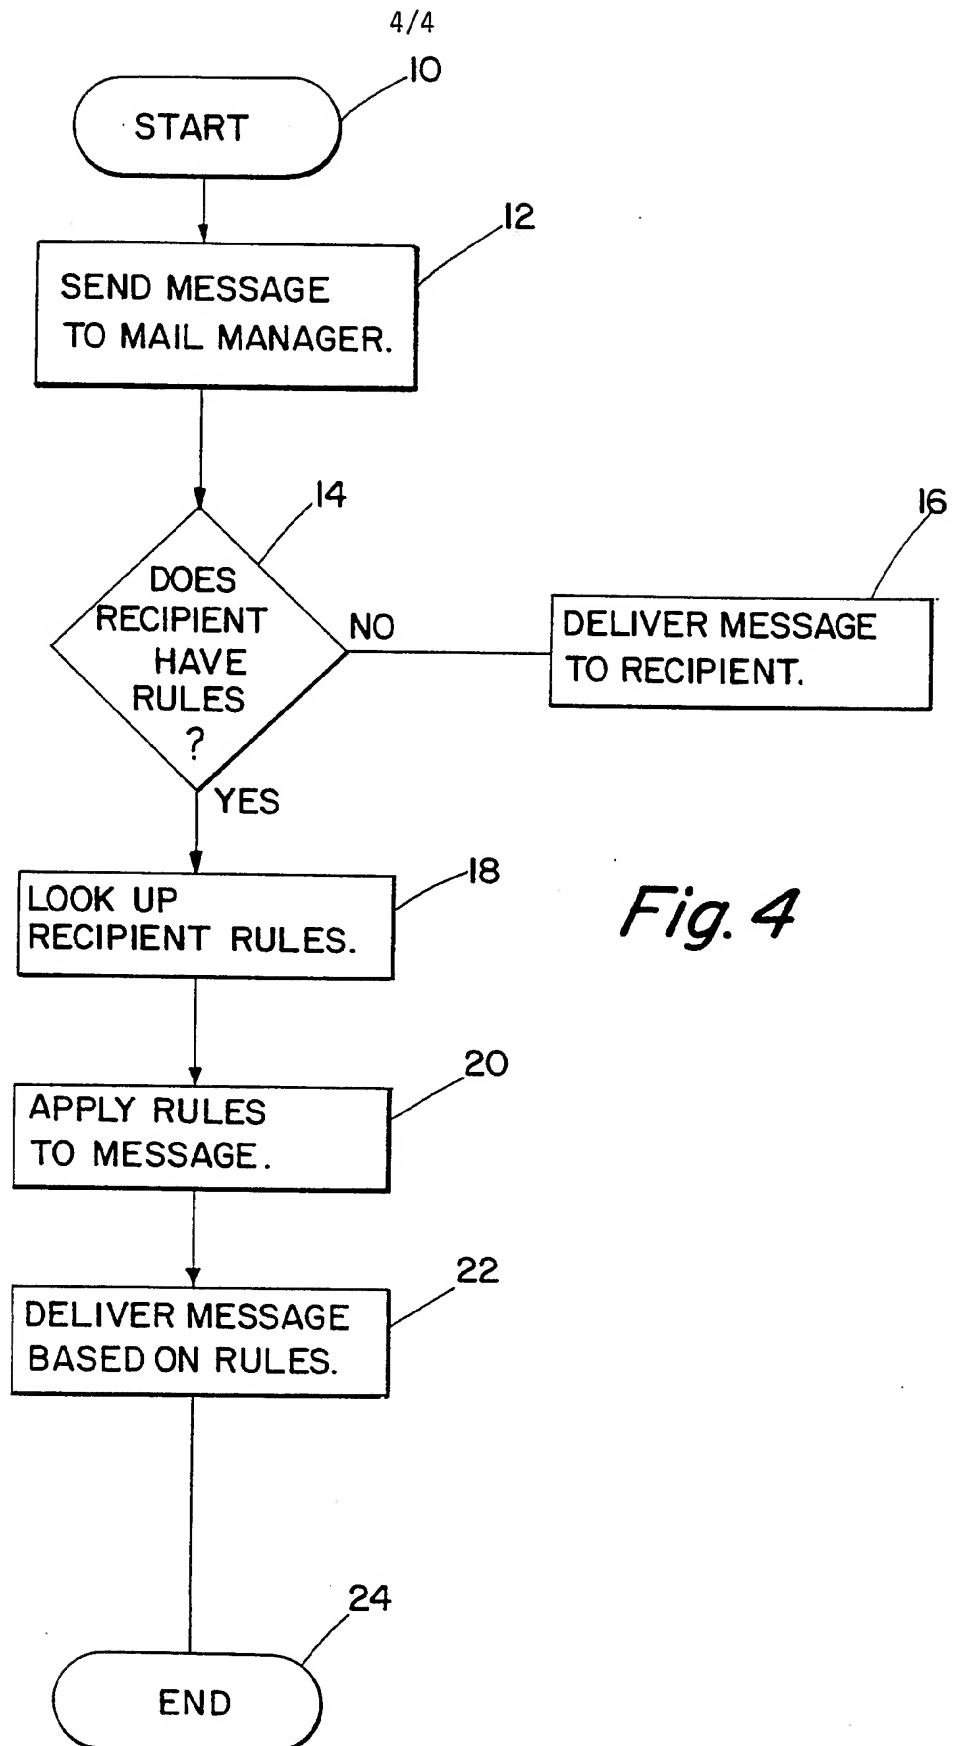 4/4
10
START
12
SEND MESSAGE
TO MAIL MANAGER.
14
DOES
RECIPIENT
HAVE
RULES
?
NO
16
DELIVER MESSAGE
TO RECIPIENT.
YES
18
LOOK UP
RECIPIENT RULES.
Fig. 4
20
APPLY RULES
TO MESSAGE.
22
DELIVER MESSAGE
BASED ON RULES.
24
END